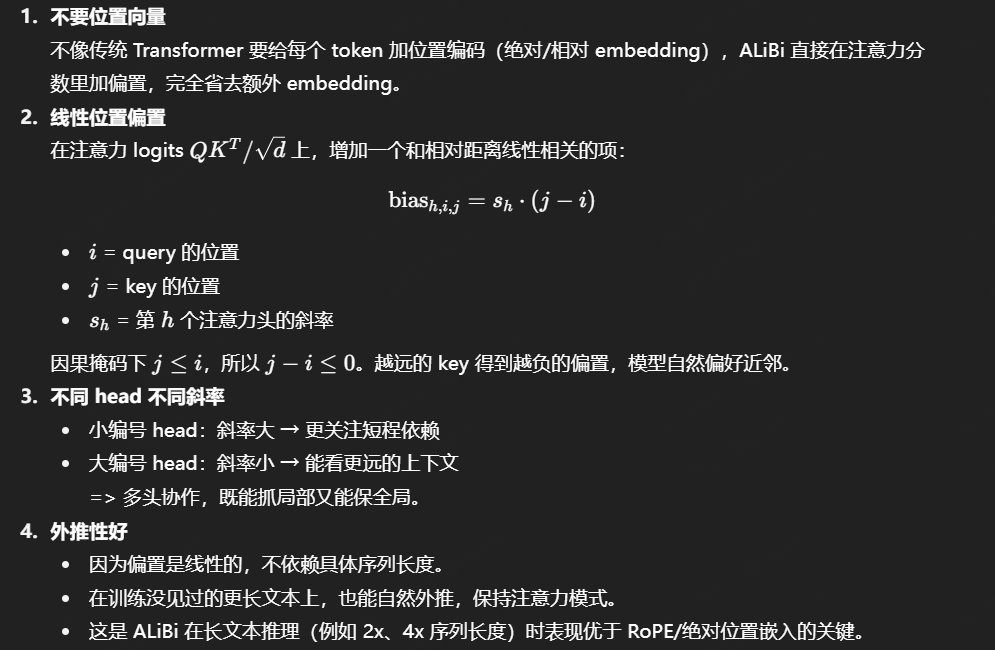 1. 不要位置向量
不像传统 Transformer 要给每个 token 加位置编码（绝对/相对 embedding），ALiBi 直接在注意力分
数里加偏置，完全省去额外 embedding。
2. 线性位置偏置
在注意力 logits $QK^T/\sqrt{d}$ 上，增加一个和相对距离线性相关的项：
$\mathrm{bias}_{h,i,j} = s_h \cdot (j - i)$
• $i$ = query 的位置
• $j$ = key 的位置
• $s_h$ = 第 $h$ 个注意力头的斜率
因果掩码下 $j \leq i$，所以 $j - i \leq 0$。越远的 key 得到越负的偏置，模型自然偏好近邻。
3. 不同 head 不同斜率
• 小编号 head：斜率大 → 更关注短程依赖
• 大编号 head：斜率小 → 能看更远的上下文
=> 多头协作，既能抓局部又能保全局。
4. 外推性好
• 因为偏置是线性的，不依赖具体序列长度。
• 在训练没见过的更长文本上，也能自然外推，保持注意力模式。
• 这是 ALiBi 在长文本推理（例如 2x、4x 序列长度）时表现优于 RoPE/绝对位置嵌入的关键。